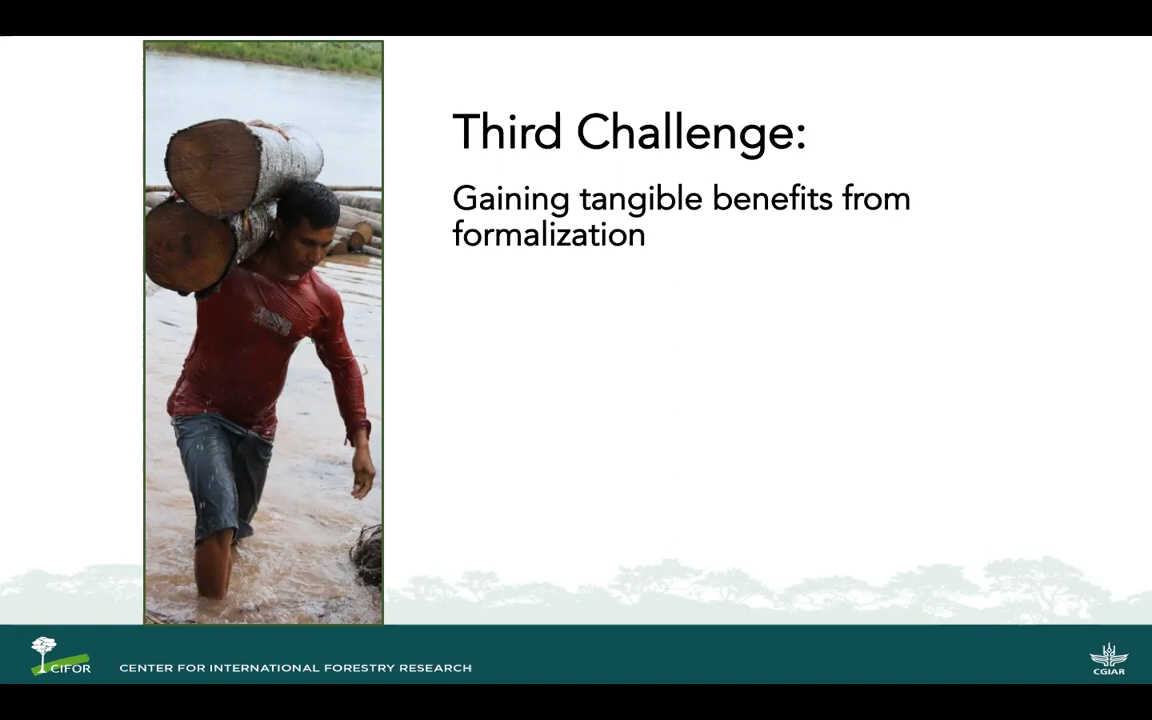 Third Challenge:
Gaining tangible benefits from
formalization
CIFOR
CENTER FOR INTERNATIONAL FORESTRY RESEARCH
CGIAR